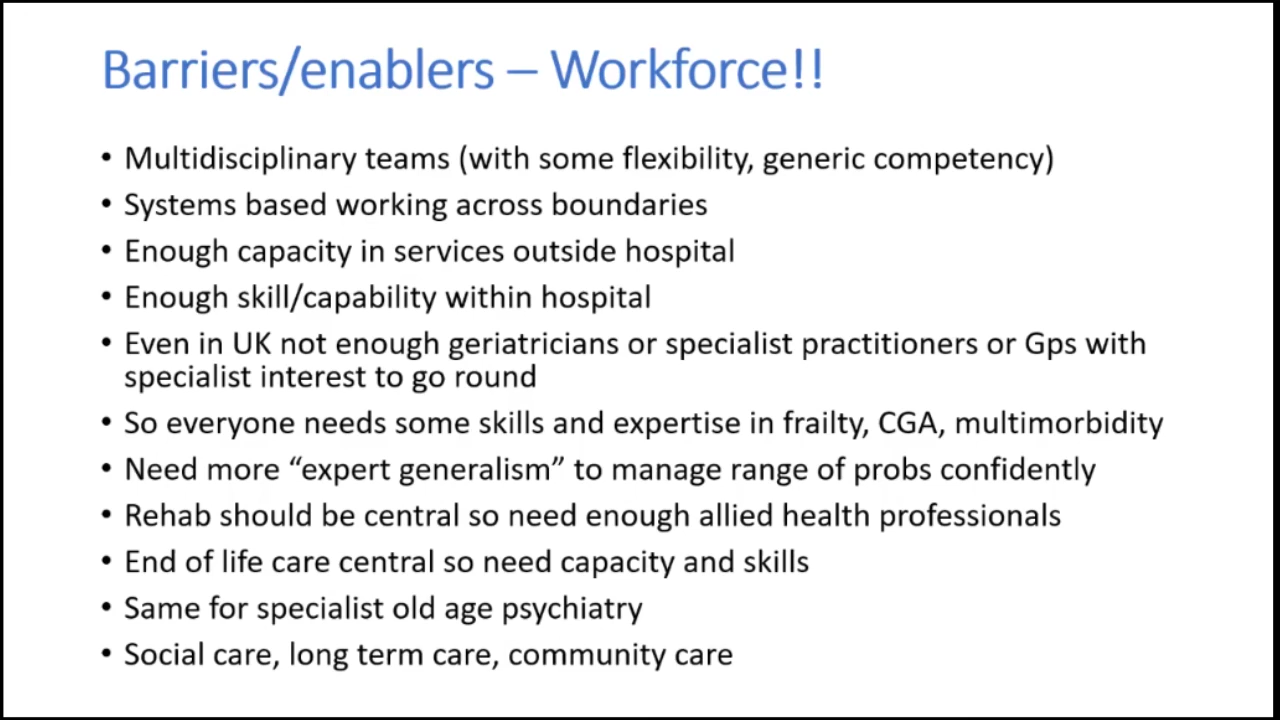 Barriers/enablers – Workforce!!
• Multidisciplinary teams (with some flexibility, generic competency)
• Systems based working across boundaries
• Enough capacity in services outside hospital
• Enough skill/capability within hospital
• Even in UK not enough geriatricians or specialist practitioners or Gps with
specialist interest to go round
• So everyone needs some skills and expertise in frailty, CGA, multimorbidity
• Need more “expert generalism” to manage range of probs confidently
• Rehab should be central so need enough allied health professionals
• End of life care central so need capacity and skills
• Same for specialist old age psychiatry
• Social care, long term care, community care